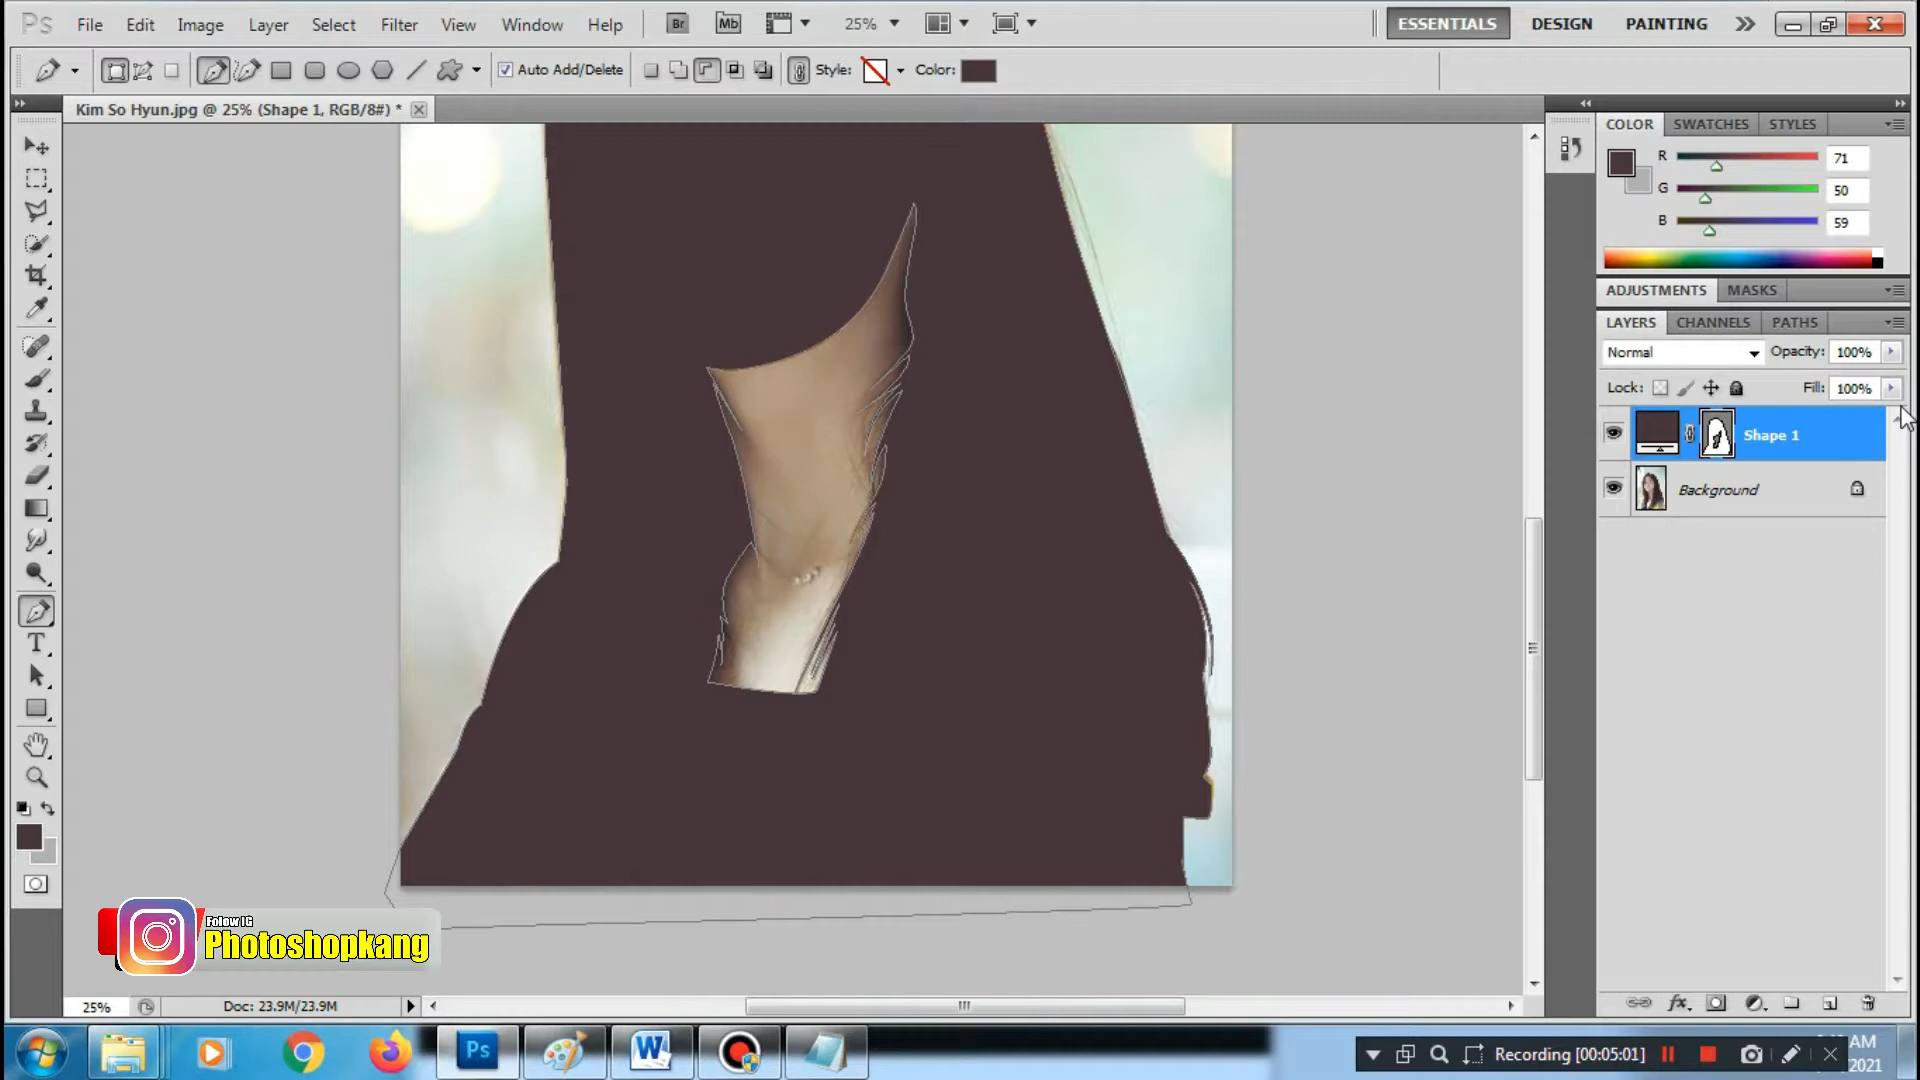 Ps File Edit Image Layer Select Filter View Window Help Br Mb 25% ESSENTIALS DESIGN PAINTING
Auto Add/Delete Style: Color:
Kim So Hyun.jpg @ 25% (Shape 1, RGB/8#) *
COLOR SWATCHES STYLES
R 71
G 50
B 59
ADJUSTMENTS MASKS
LAYERS CHANNELS PATHS
Normal Opacity: 100%
Lock: Fill: 100%
Shape 1
Background
T
Folow IG
Photoshopkang
25% Doc: 23.9M/23.9M
fx
Ps W Recording [00:05:01] AM
2021